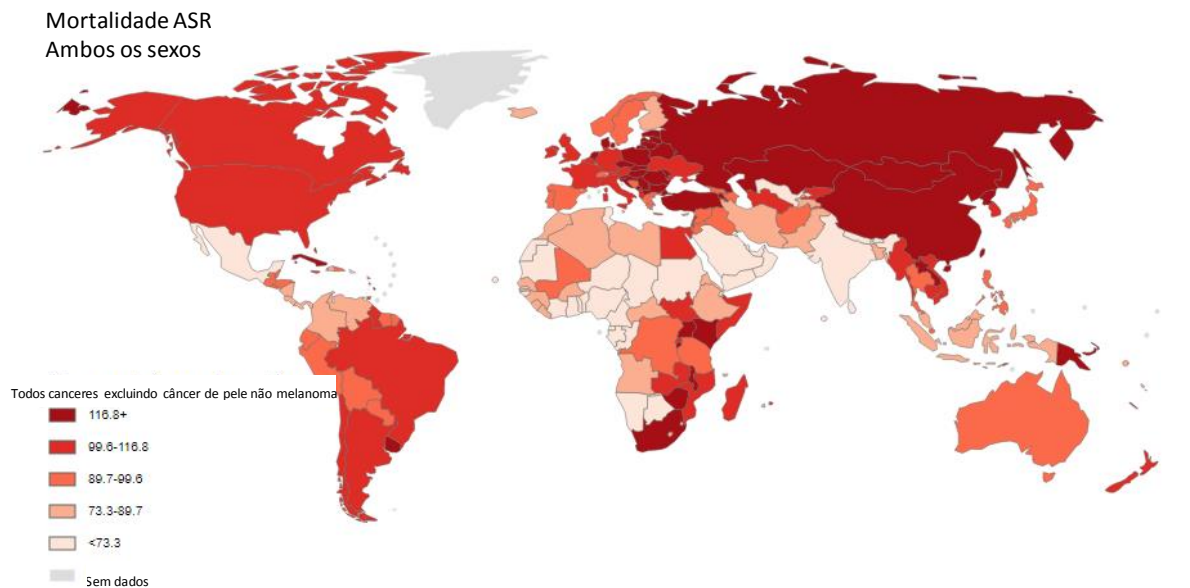 Mortalidade ASR
Ambos os sexos
Todos canceres excluindo câncer de pele não melanoma
116.8+
99.6-116.8
89.7-99.6
73.3-89.7
<73.3
Sem dados